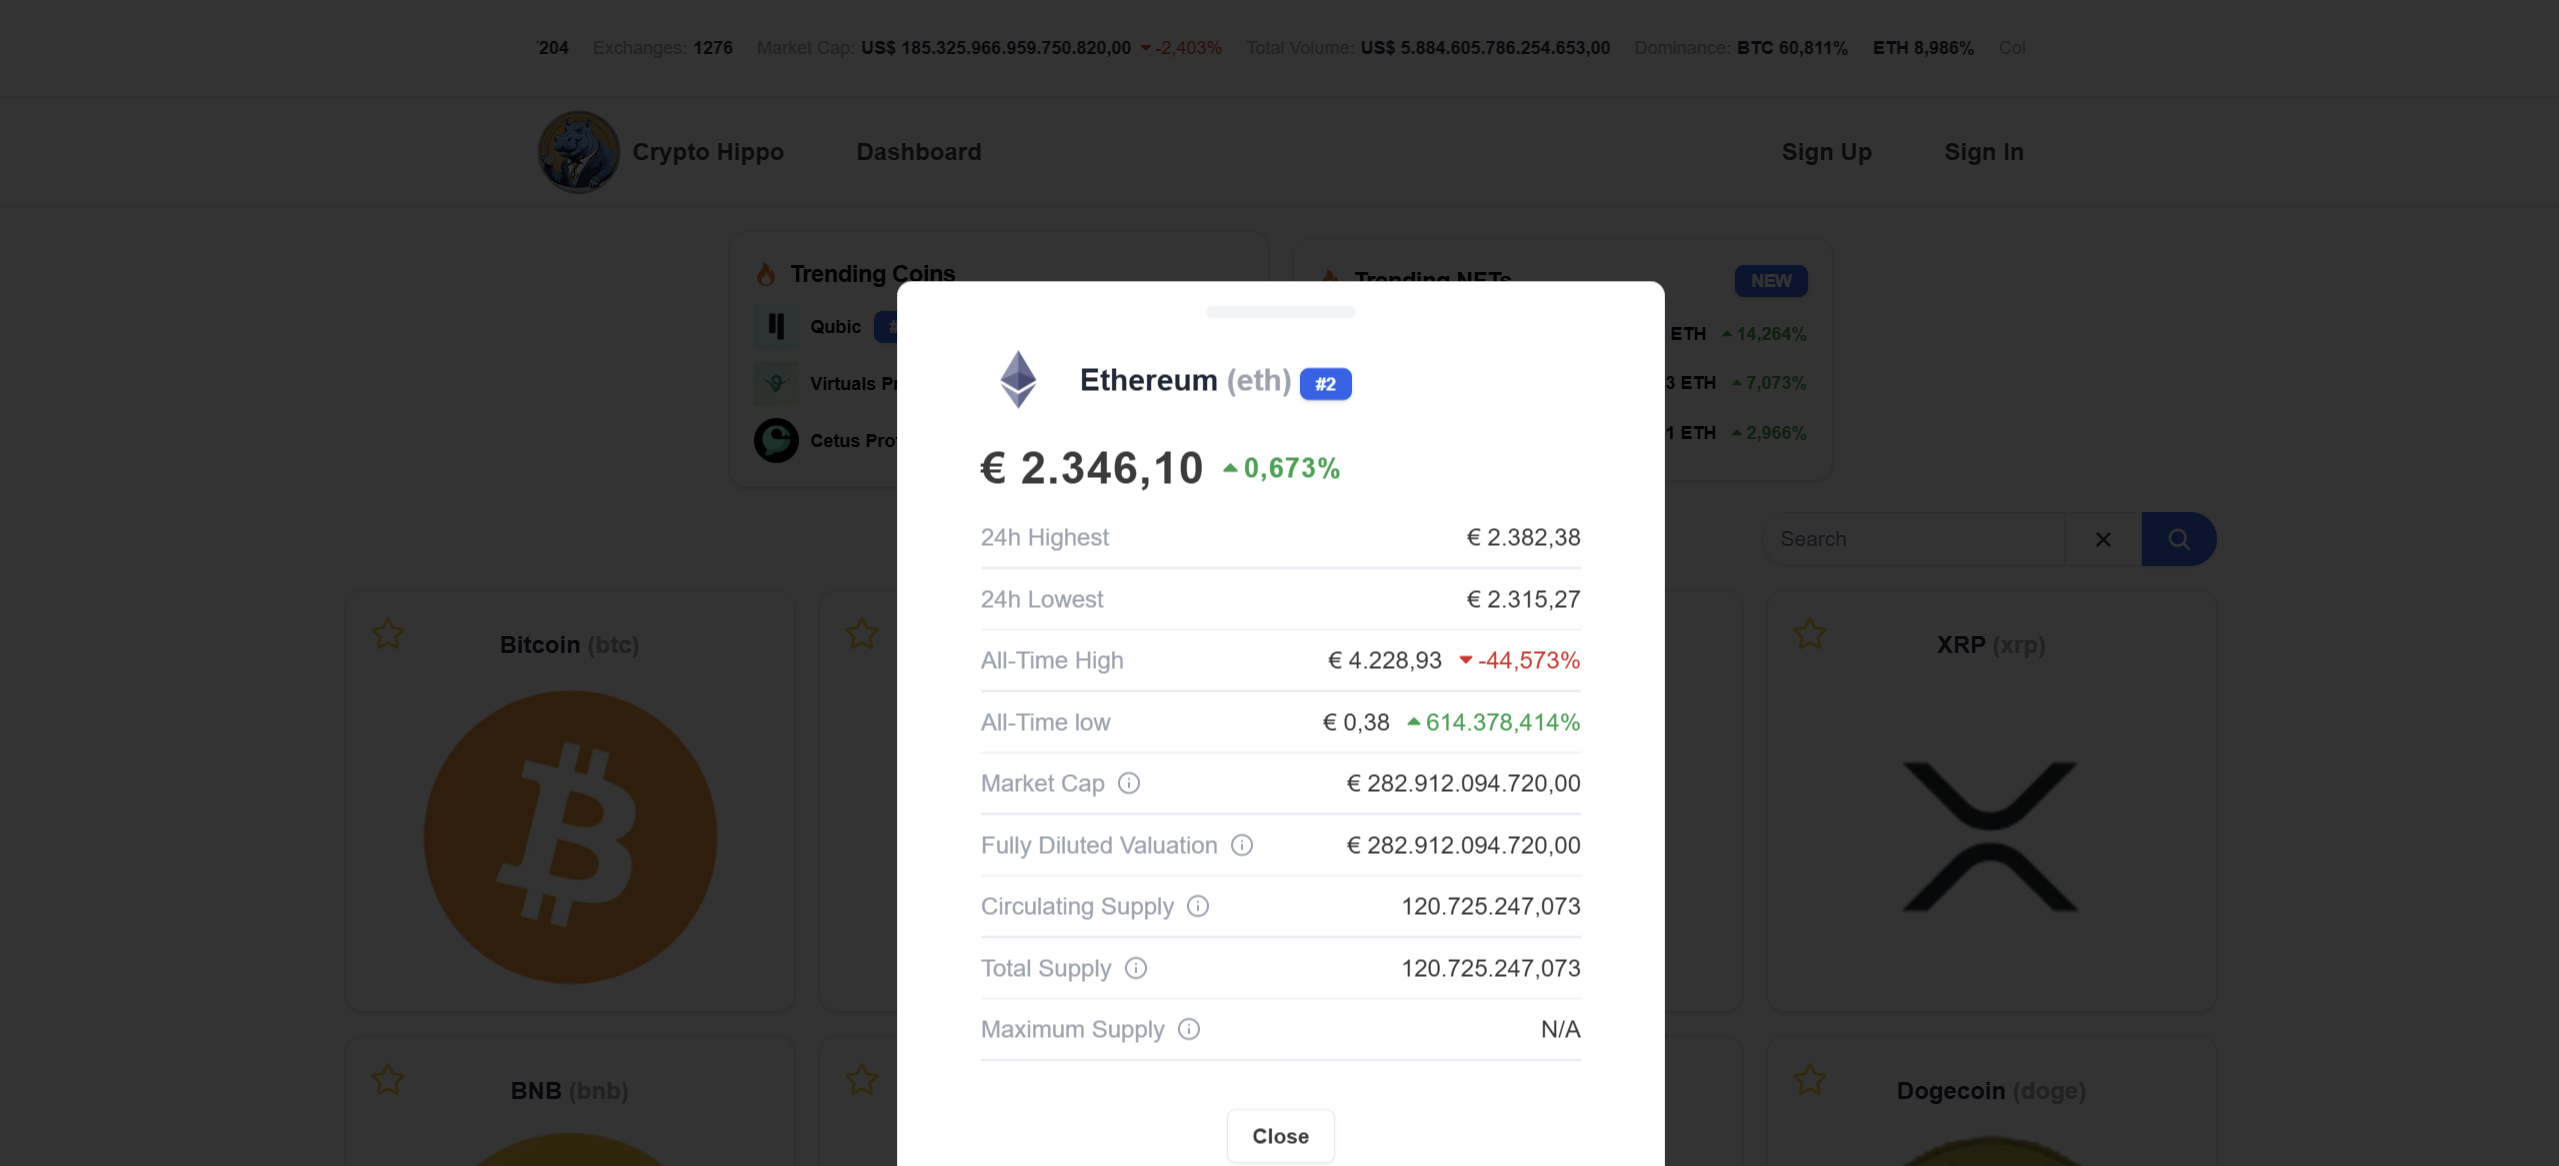 204 Exchanges: 1276 Market Cap: US$ 185.325.966.959.750.820,00 -2,403% Total Volume: US$ 5.884.605.786.254.653,00 Dominance: BTC 60,811% ETH 8,986% Coi
Crypto Hippo Dashboard Sign Up Sign In
Trending Coins
Qubic #
Virtuals Pr
Cetus Pro
Trending NFTs NEW
ETH 14,264%
3 ETH 7,073%
1 ETH 2,966%
Search
Bitcoin (btc)
XRP (xrp)
BNB (bnb)
Dogecoin (doge)
Ethereum (eth) #2
€ 2.346,10 0,673%
24h Highest € 2.382,38
24h Lowest € 2.315,27
All-Time High € 4.228,93 -44,573%
All-Time low € 0,38 614.378,414%
Market Cap € 282.912.094.720,00
Fully Diluted Valuation € 282.912.094.720,00
Circulating Supply 120.725.247,073
Total Supply 120.725.247,073
Maximum Supply N/A
Close